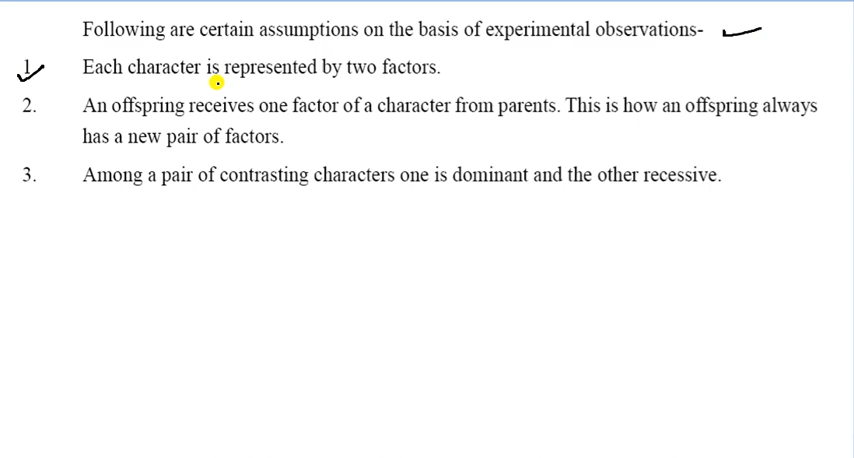 Following are certain assumptions on the basis of experimental observations-
1. Each character is represented by two factors.
2. An offspring receives one factor of a character from parents. This is how an offspring always
has a new pair of factors.
3. Among a pair of contrasting characters one is dominant and the other recessive.